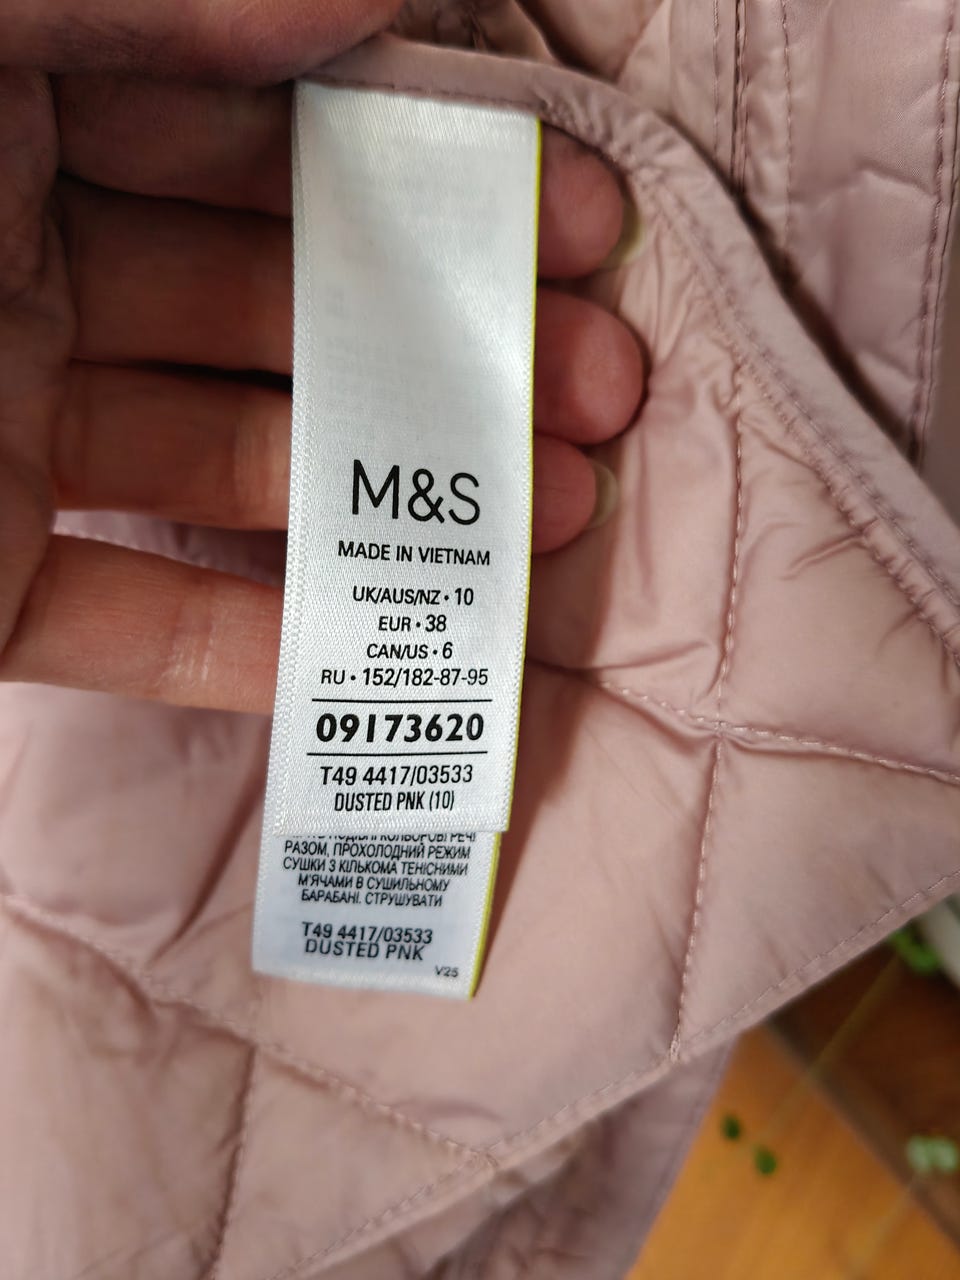 M&S
MADE IN VIETNAM
UK/AUS/NZ • 10
EUR • 38
CAN/US • 6
RU • 152/182-87-95
09173620
T49 4417/03533
DUSTED PNK (10)
КОЛЬОРОВІ РЕЧІ
РАЗОМ, ПРОХОЛОДНИЙ РЕЖИМ
СУШКИ З КІЛЬКОМА ТЕНІСНИМИ
М'ЯЧАМИ В СУШИЛЬНОМУ
БАРАБАНІ. СТРУШУВАТИ
T49 4417/03533
DUSTED PNK
V25